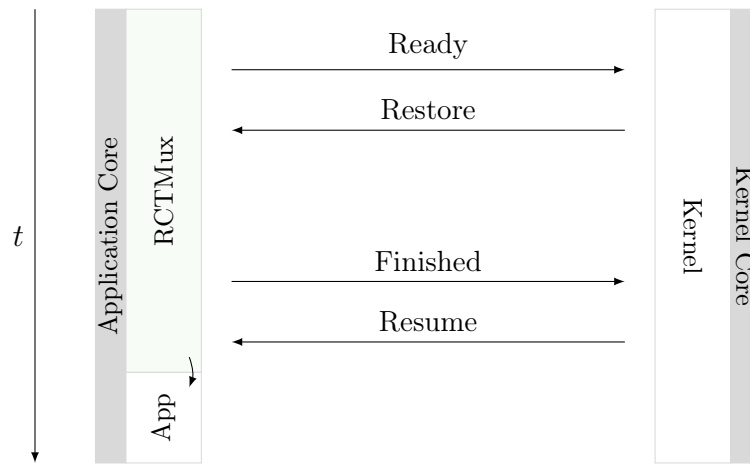 Ready
Restore
Finished
Resume
t
Application Core
RCTMux
App
Kernel
Kernel Core